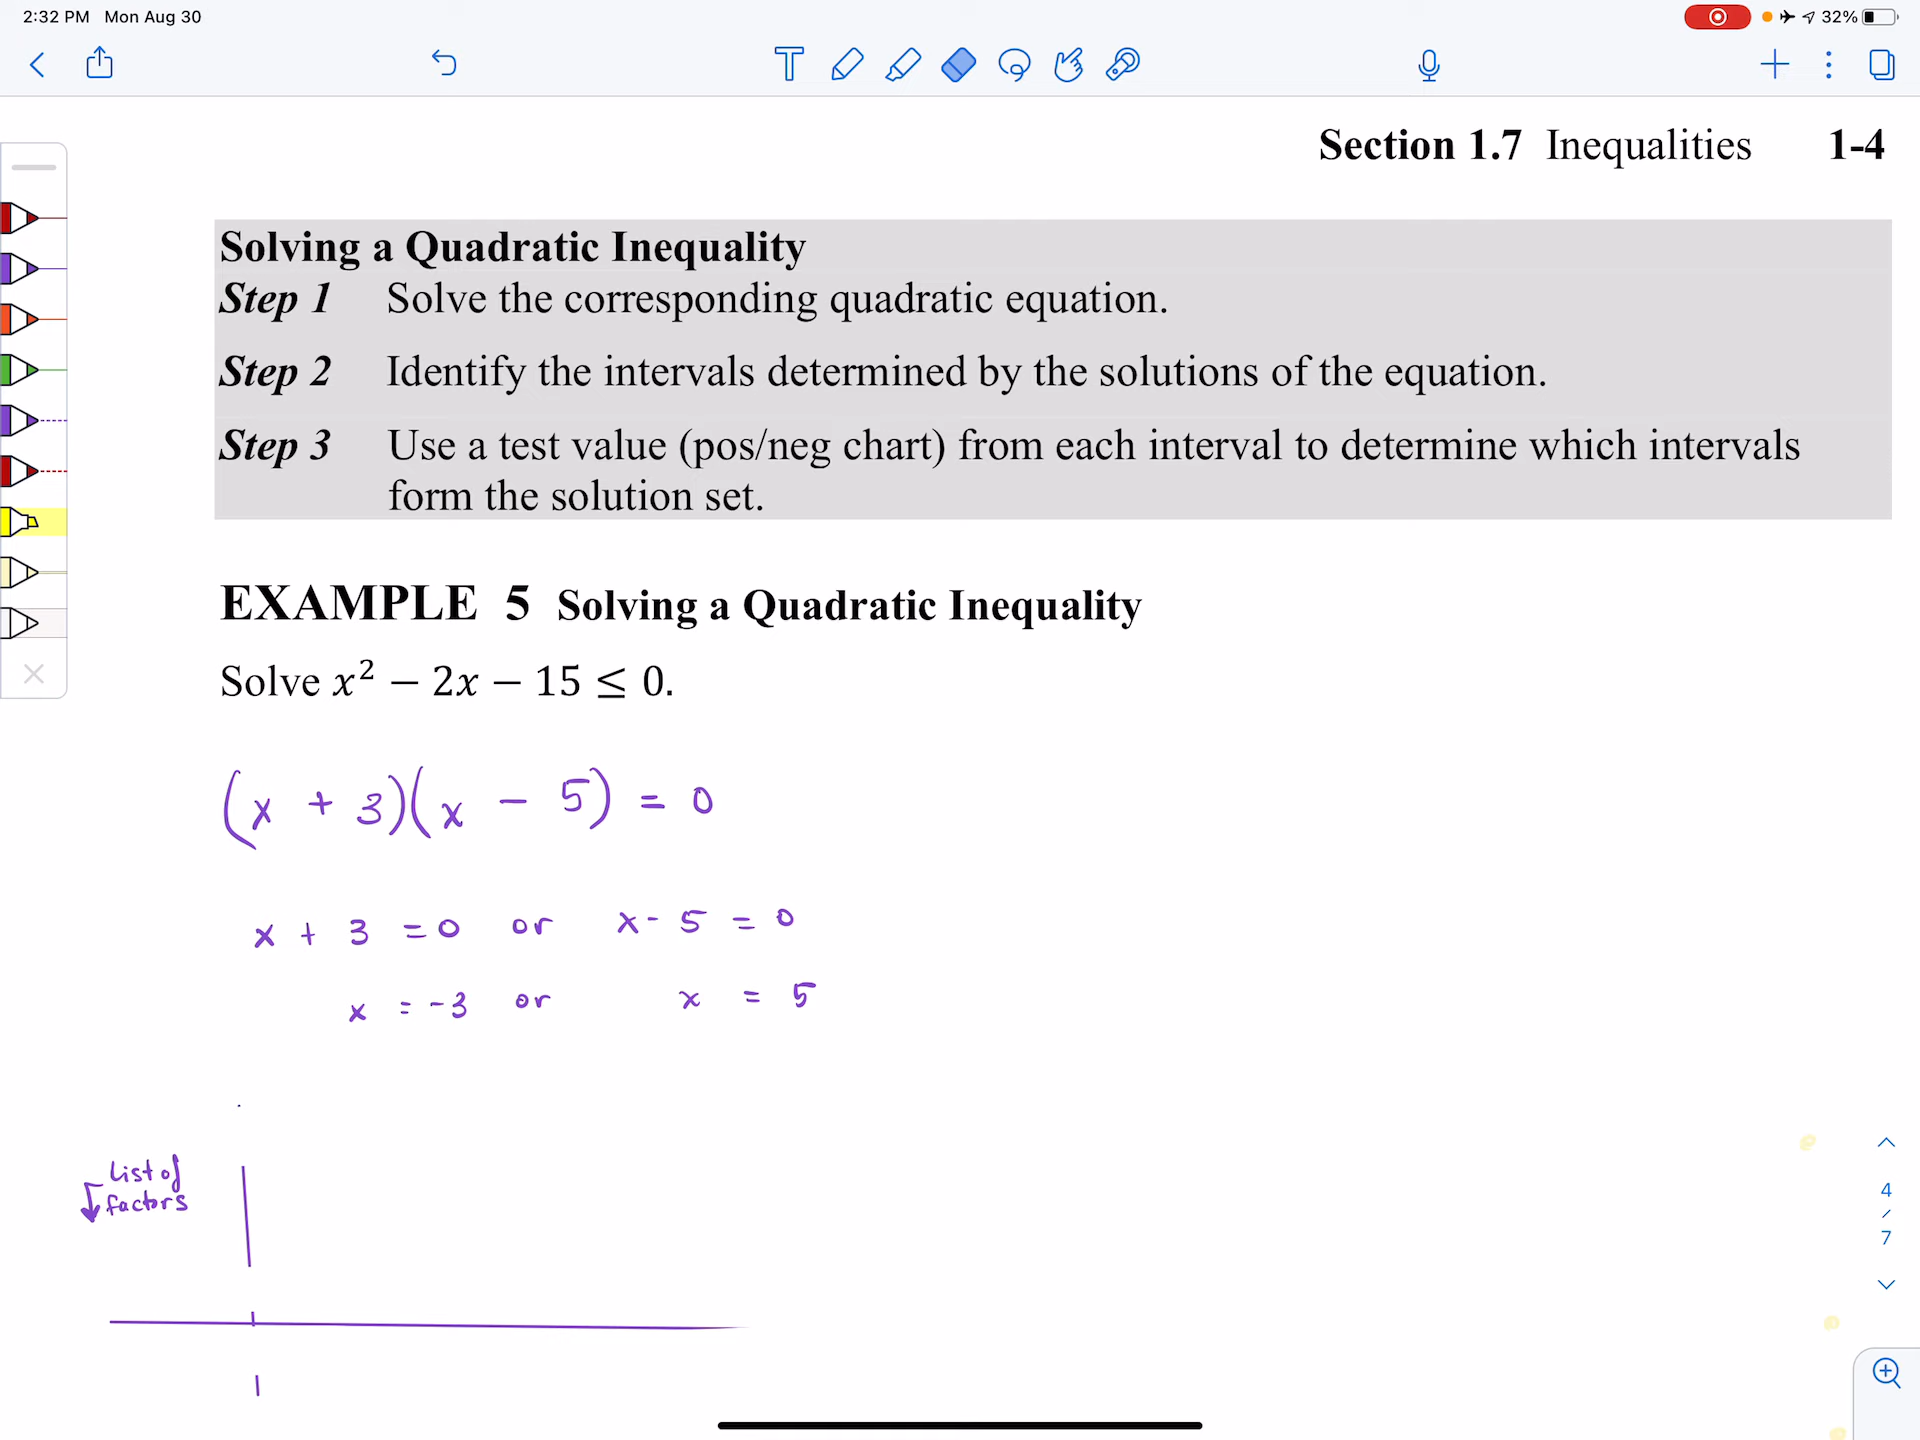 2:32 PM Mon Aug 30
32%
Section 1.7 Inequalities 1-4
Solving a Quadratic Inequality
Step 1 Solve the corresponding quadratic equation.
Step 2 Identify the intervals determined by the solutions of the equation.
Step 3 Use a test value (pos/neg chart) from each interval to determine which intervals
form the solution set.
EXAMPLE 5 Solving a Quadratic Inequality
Solve x² − 2x − 15 ≤ 0.
(x + 3)(x − 5) = 0
x + 3 = 0 or x - 5 = 0
x = -3 or x = 5
List of
factors
4
/
7